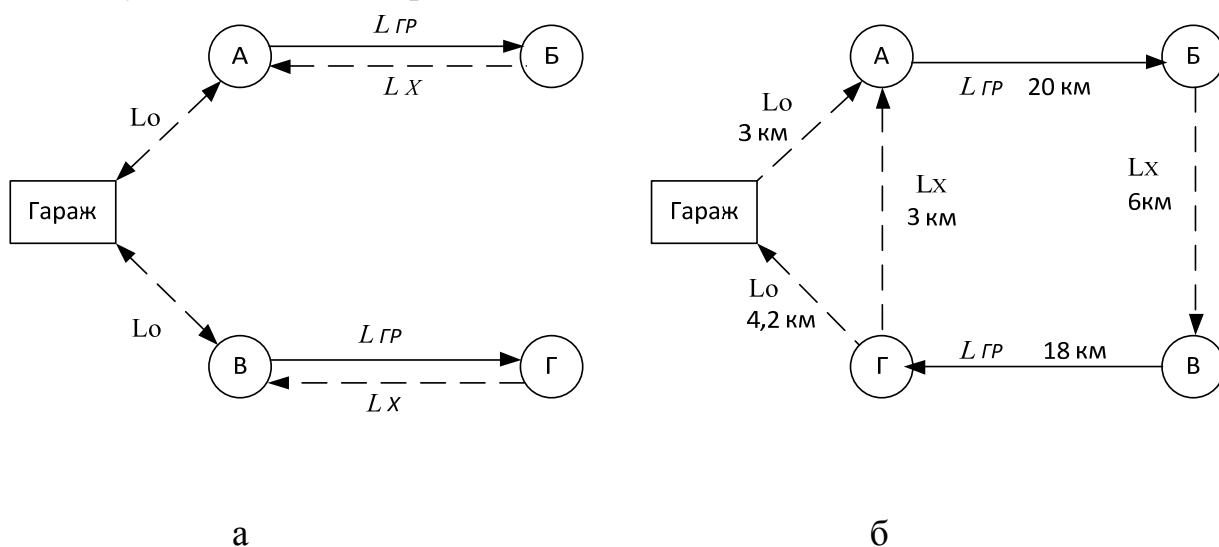 А
L ГР
Б
L Х
Lo
Гараж
Lo
В
L ГР
Г
L Х
а
А
L ГР 20 км
Б
Lo
3 км
Гараж
Lx
3 км
Lx
6км
Lo
4,2 км
Г
L ГР 18 км
В
б